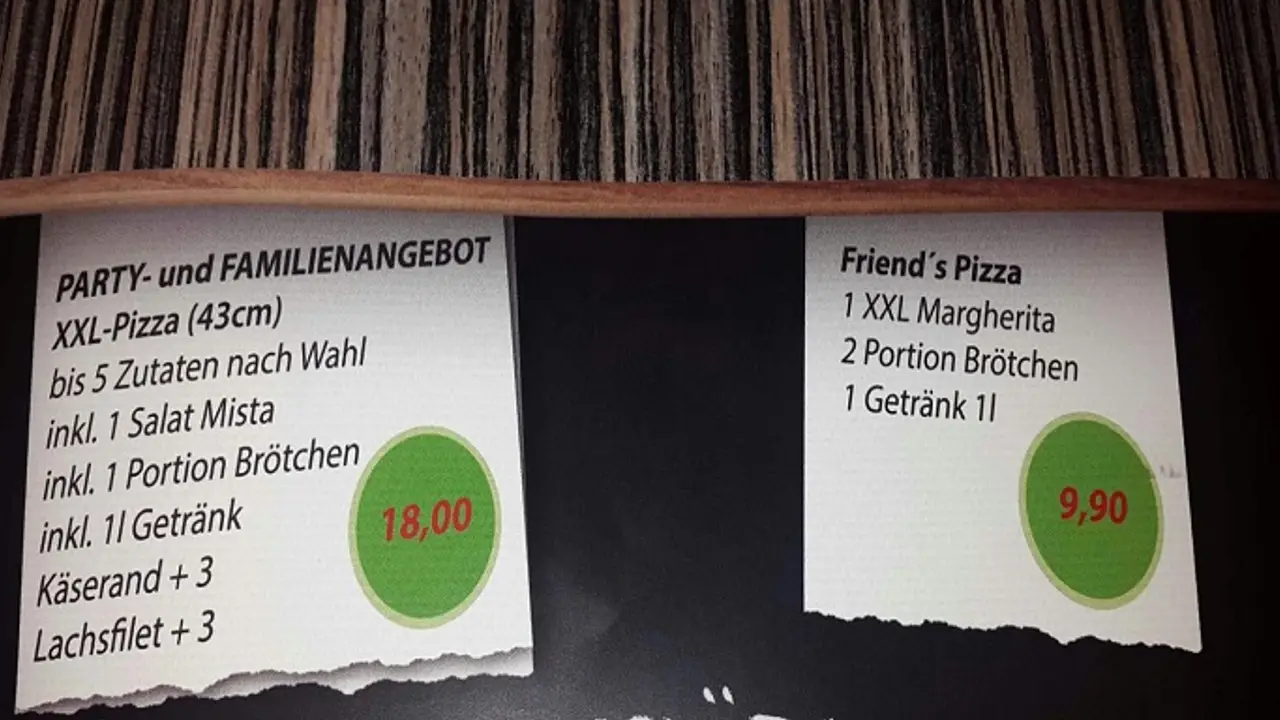 PARTY- und FAMILIENANGEBOT
XXL-Pizza (43cm)
bis 5 Zutaten nach Wahl
inkl. 1 Salat Mista
inkl. 1 Portion Brötchen
inkl. 1l Getränk
Käserand + 3
Lachsfilet + 3
18,00
Friend´s Pizza
1 XXL Margherita
2 Portion Brötchen
1 Getränk 1l
9,90